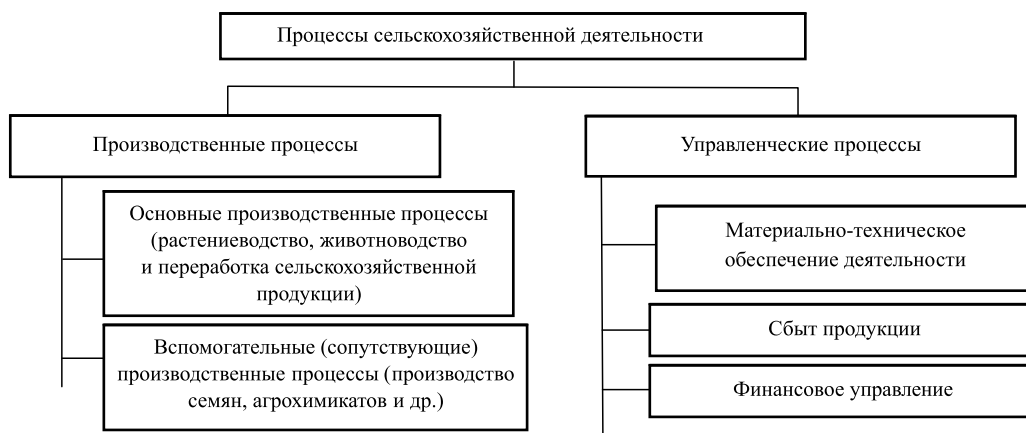 Процессы сельскохозяйственной деятельности
Производственные процессы
Основные производственные процессы
(растениеводство, животноводство
и переработка сельскохозяйственной
продукции)
Вспомогательные (сопутствующие)
производственные процессы (производство
семян, агрохимикатов и др.)
Управленческие процессы
Материально-техническое
обеспечение деятельности
Сбыт продукции
Финансовое управление